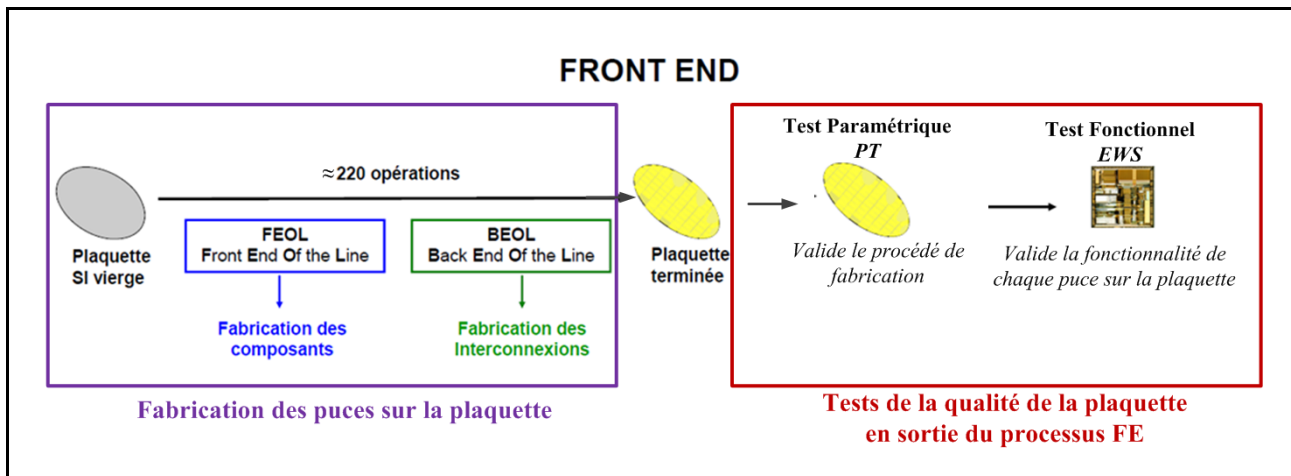 FRONT END
≈220 opérations
Plaquette
SI vierge
FEOL
Front End Of the Line
BEOL
Back End Of the Line
Fabrication des
composants
Fabrication des
Interconnexions
Plaquette
terminée
Fabrication des puces sur la plaquette
Test Paramétrique
PT
Valide le procédé de
fabrication
Test Fonctionnel
EWS
Valide la fonctionnalité de
chaque puce sur la plaquette
Tests de la qualité de la plaquette
en sortie du processus FE